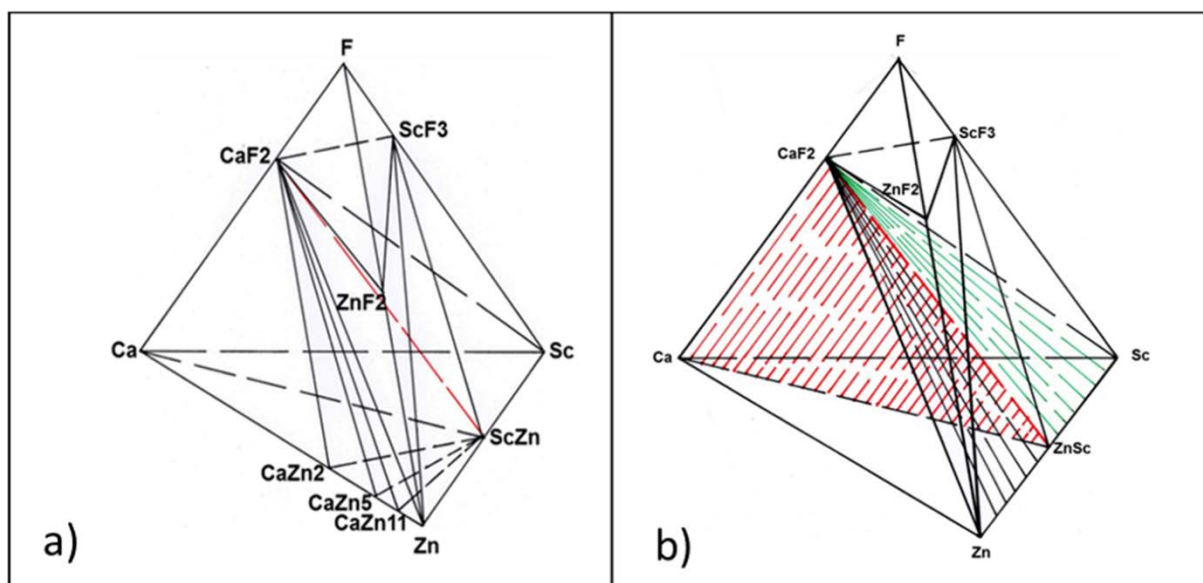 F
ScF3
CaF2
ZnF2
Ca
Sc
ScZn
CaZn2
CaZn5
CaZn11
Zn
a)
F
ScF3
CaF2
ZnF2
Ca
Sc
ZnSc
Zn
b)